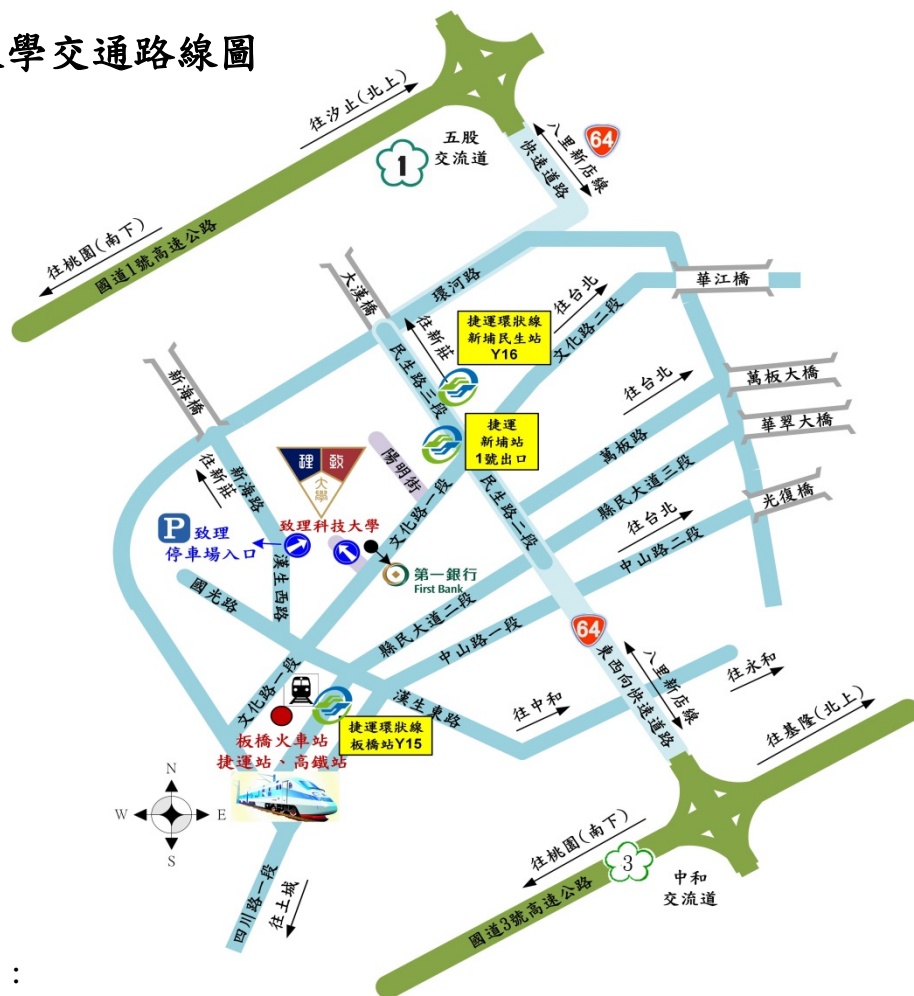 學交通路線圖
往汐止(北上)
五股
交流道
1
64
八里新店線
快速道路
往桃園(南下)
國道1號高速公路
大漢橋
環河路
往台北
華江橋
往新莊
捷運環狀線
新埔民生站
Y16
文化路二段
新海橋
民生路三段
往台北
萬板大橋
捷運
新埔站
1號出口
華翠大橋
往新莊
新海路
致理
大學
陽明街
萬板路
民生路二段
縣民大道三段
光復橋
致理科技大學
文化路一段
往台北
P 致理
停車場入口
中山路二段
第一銀行
First Bank
漢生西路
國光路
縣民大道二段
中山路一段
64
東西向快速道路
八里新店線
文化路一段
漢生東路
往中和
往永和
捷運環狀線
板橋站Y15
往基隆(北上)
板橋火車站
捷運站、高鐵站
N
W
E
S
往桃園(南下)
3
中和
交流道
國道3號高速公路
四川路一段
往土城
：